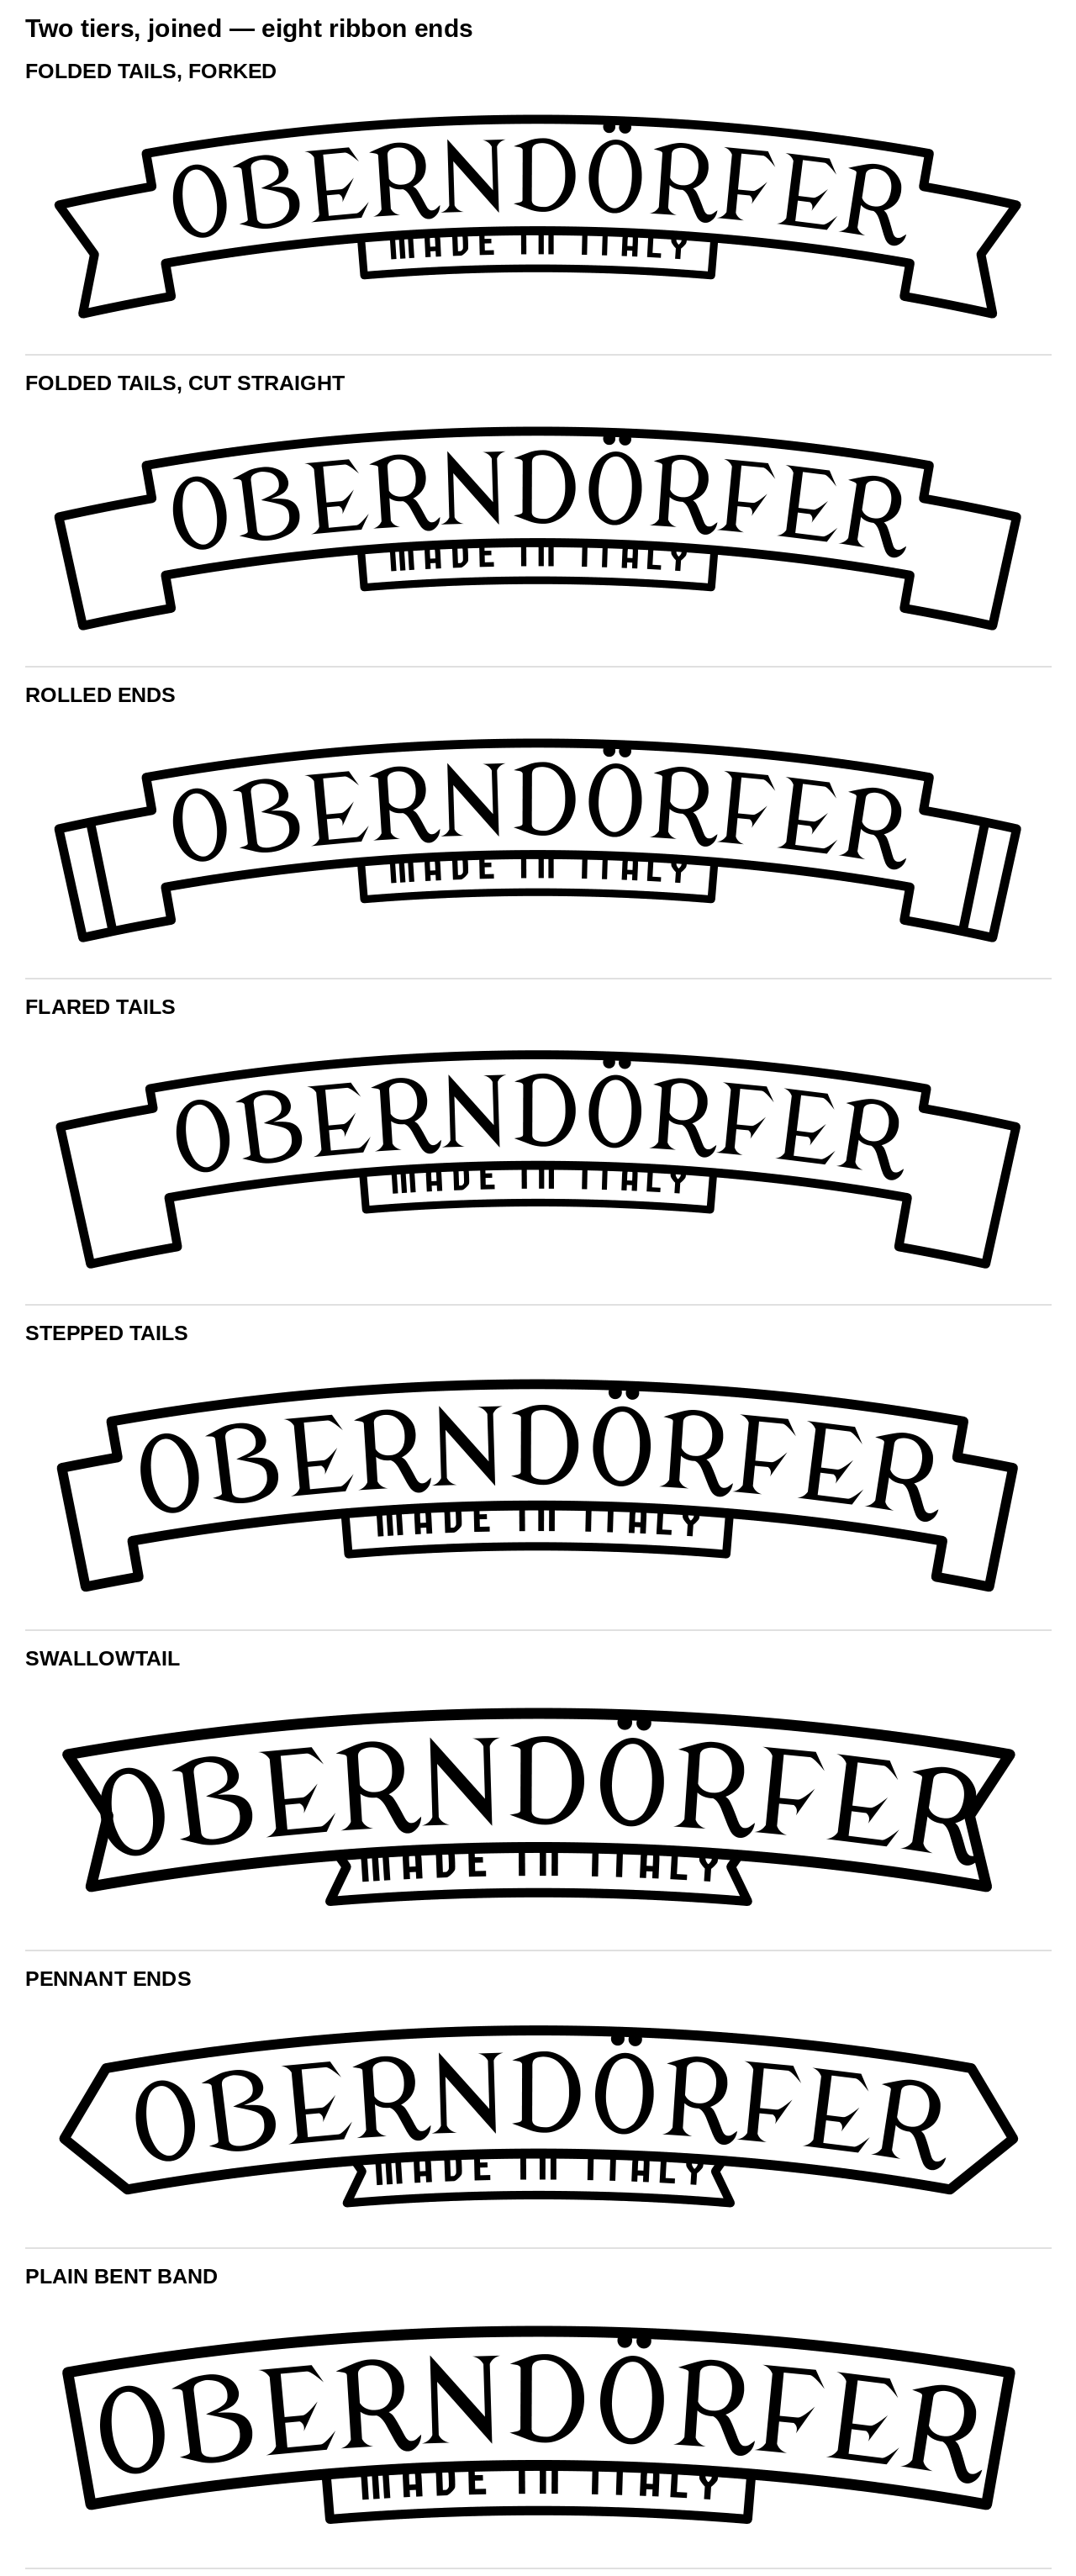 Two tiers, joined — eight ribbon ends
FOLDED TAILS, FORKED
OBERNDÖRFER
MADE IN ITALY
FOLDED TAILS, CUT STRAIGHT
OBERNDÖRFER
MADE IN ITALY
ROLLED ENDS
OBERNDÖRFER
MADE IN ITALY
FLARED TAILS
OBERNDÖRFER
MADE IN ITALY
STEPPED TAILS
OBERNDÖRFER
MADE IN ITALY
SWALLOWTAIL
OBERNDÖRFER
MADE IN ITALY
PENNANT ENDS
OBERNDÖRFER
MADE IN ITALY
PLAIN BENT BAND
OBERNDÖRFER
MADE IN ITALY